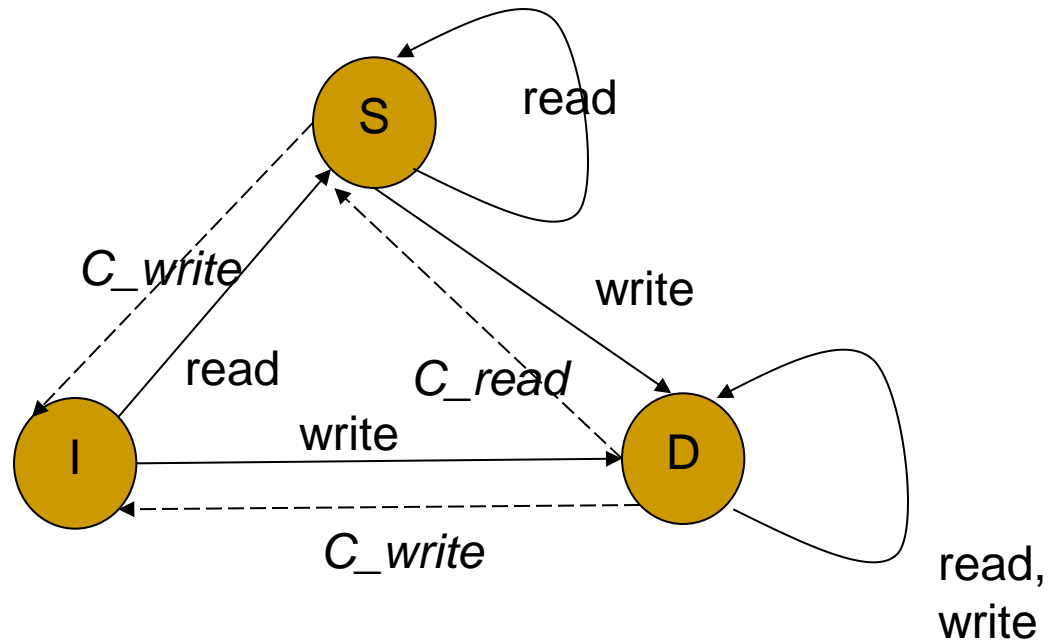 S
read
C_write
write
read
C_read
write
I
D
C_write
read,
write